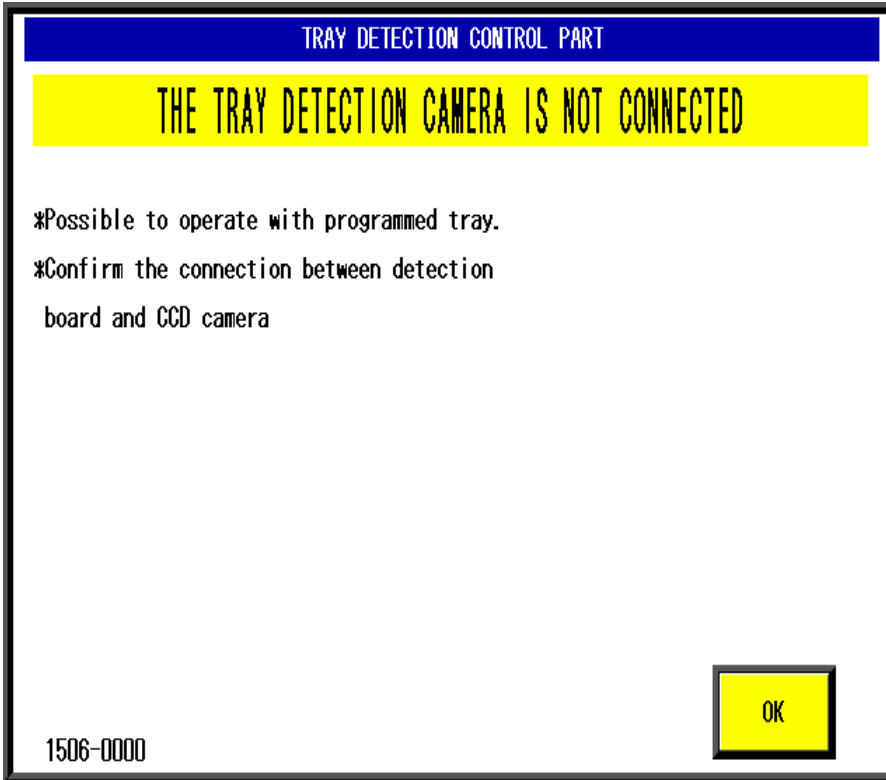 TRAY DETECTION CONTROL PART
THE TRAY DETECTION CAMERA IS NOT CONNECTED
*Possible to operate with programmed tray.
*Confirm the connection between detection
board and CCD camera
OK
1506-0000